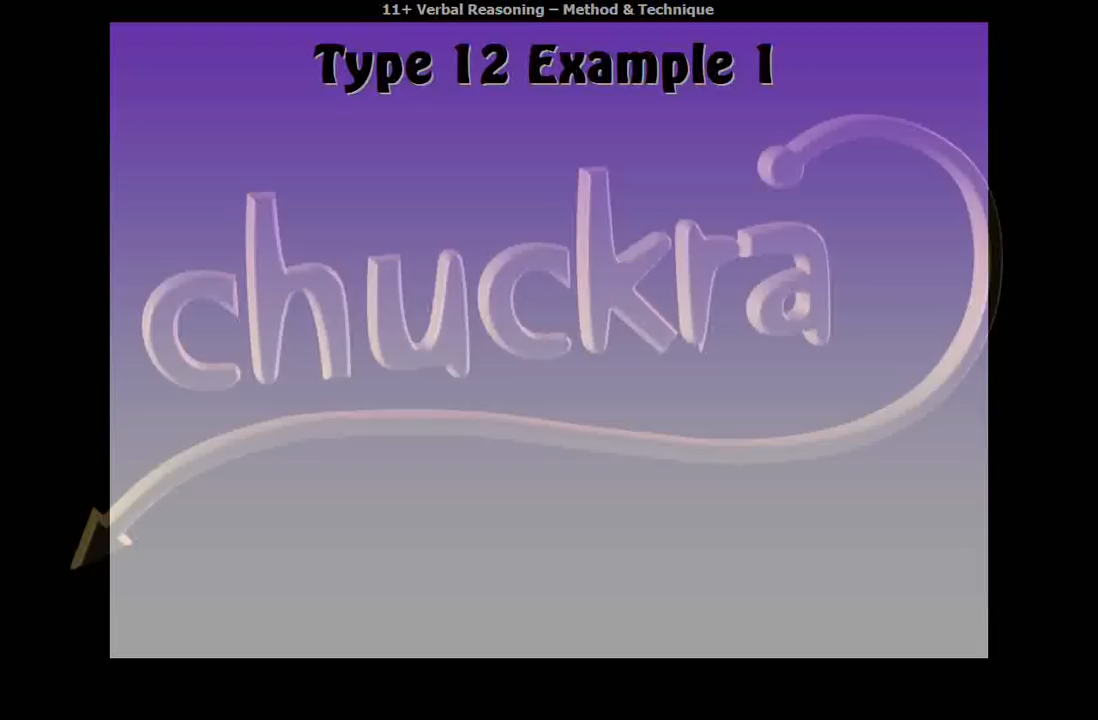 11+ Verbal Reasoning – Method & Technique
Type 12 Example 1
chuckra